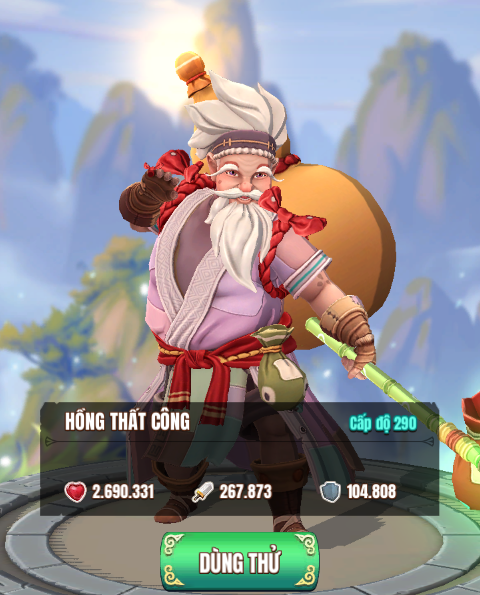 HỒNG THẤT CÔNG
Cấp độ 290
2.690.331 267.873 104.808
DÙNG THỬ